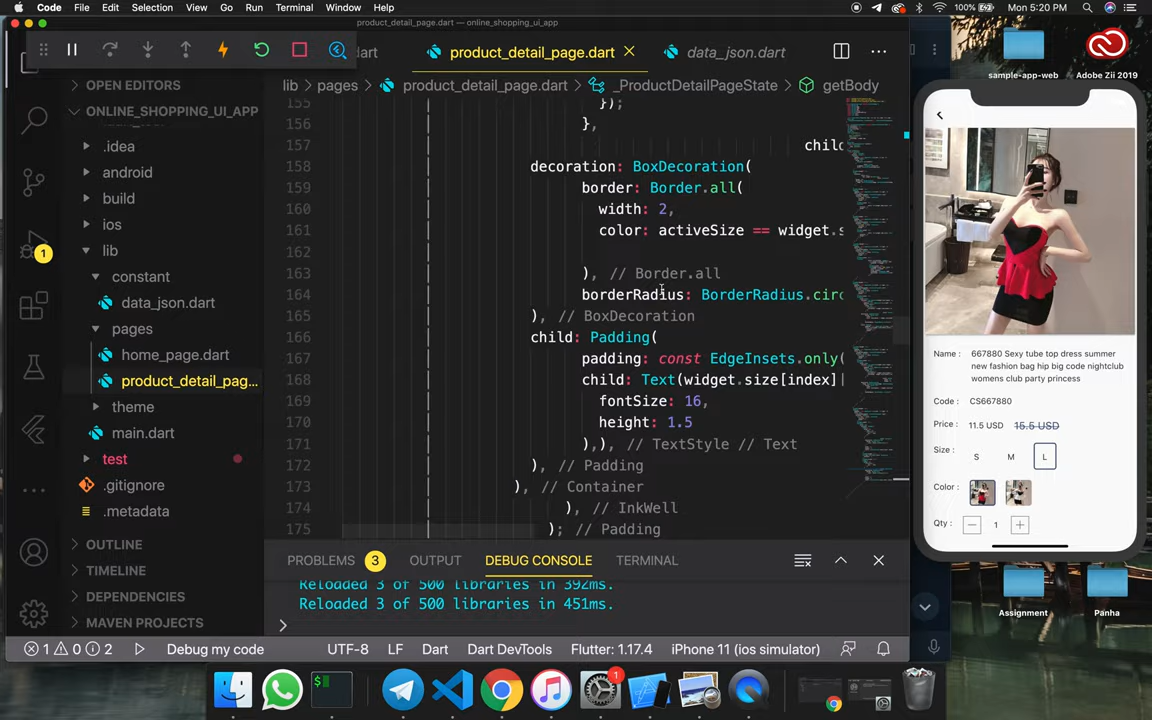 Code File Edit Selection View Go Run Terminal Window Help 100% Mon 5:20 PM
product_detail_page.dart — online_shopping_ui_app
dart product_detail_page.dart data_json.dart
lib pages product_detail_page.dart _ProductDetailPageState getBody
OPEN EDITORS
ONLINE_SHOPPING_UI_APP
.idea
android
build
ios
lib
constant
data_json.dart
pages
home_page.dart
product_detail_pag...
theme
main.dart
test
.gitignore
.metadata
OUTLINE
TIMELINE
DEPENDENCIES
MAVEN PROJECTS
1
155 });
156 },
157 child
158 decoration: BoxDecoration(
159 border: Border.all(
160 width: 2,
161 color: activeSize == widget.s
162
163 ), // Border.all
164 borderRadius: BorderRadius.circ
165 ), // BoxDecoration
166 child: Padding(
167 padding: const EdgeInsets.only(
168 child: Text(widget.size[index]
169 fontSize: 16,
170 height: 1.5
171 ),), // TextStyle // Text
172 ), // Padding
173 ), // Container
174 ), // InkWell
175 ); // Padding
PROBLEMS 3 OUTPUT DEBUG CONSOLE TERMINAL
Reloaded 3 of 500 libraries in 392ms.
Reloaded 3 of 500 libraries in 451ms.
>
1 0 2 Debug my code UTF-8 LF Dart Dart DevTools Flutter: 1.17.4 iPhone 11 (ios simulator)
sample-app-web Adobe Zii 2019
Name : 667880 Sexy tube top dress summer
new fashion bag hip big code nightclub
womens club party princess
Code : CS667880
Price : 11.5 USD 15.5 USD
Size : S M L
Color :
Qty : 1
Assignment Panha
$
1